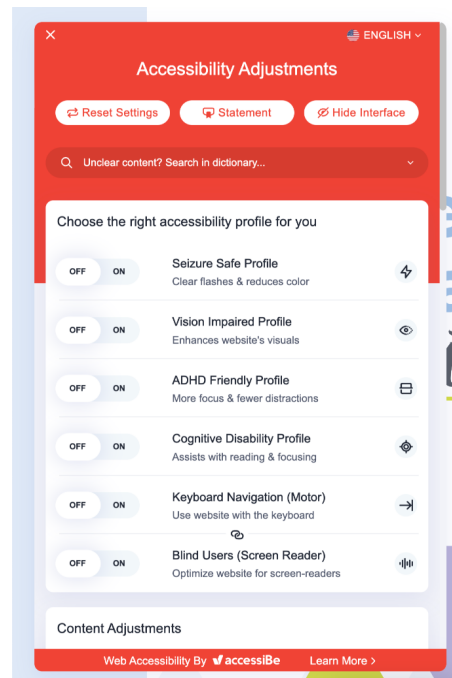 ENGLISH
Accessibility Adjustments
Reset Settings
Statement
Hide Interface
Unclear content? Search in dictionary...
Choose the right accessibility profile for you
OFF ON
Seizure Safe Profile
Clear flashes & reduces color
OFF ON
Vision Impaired Profile
Enhances website's visuals
OFF ON
ADHD Friendly Profile
More focus & fewer distractions
OFF ON
Cognitive Disability Profile
Assists with reading & focusing
OFF ON
Keyboard Navigation (Motor)
Use website with the keyboard
OFF ON
Blind Users (Screen Reader)
Optimize website for screen-readers
Content Adjustments
Web Accessibility By accessiBe Learn More >